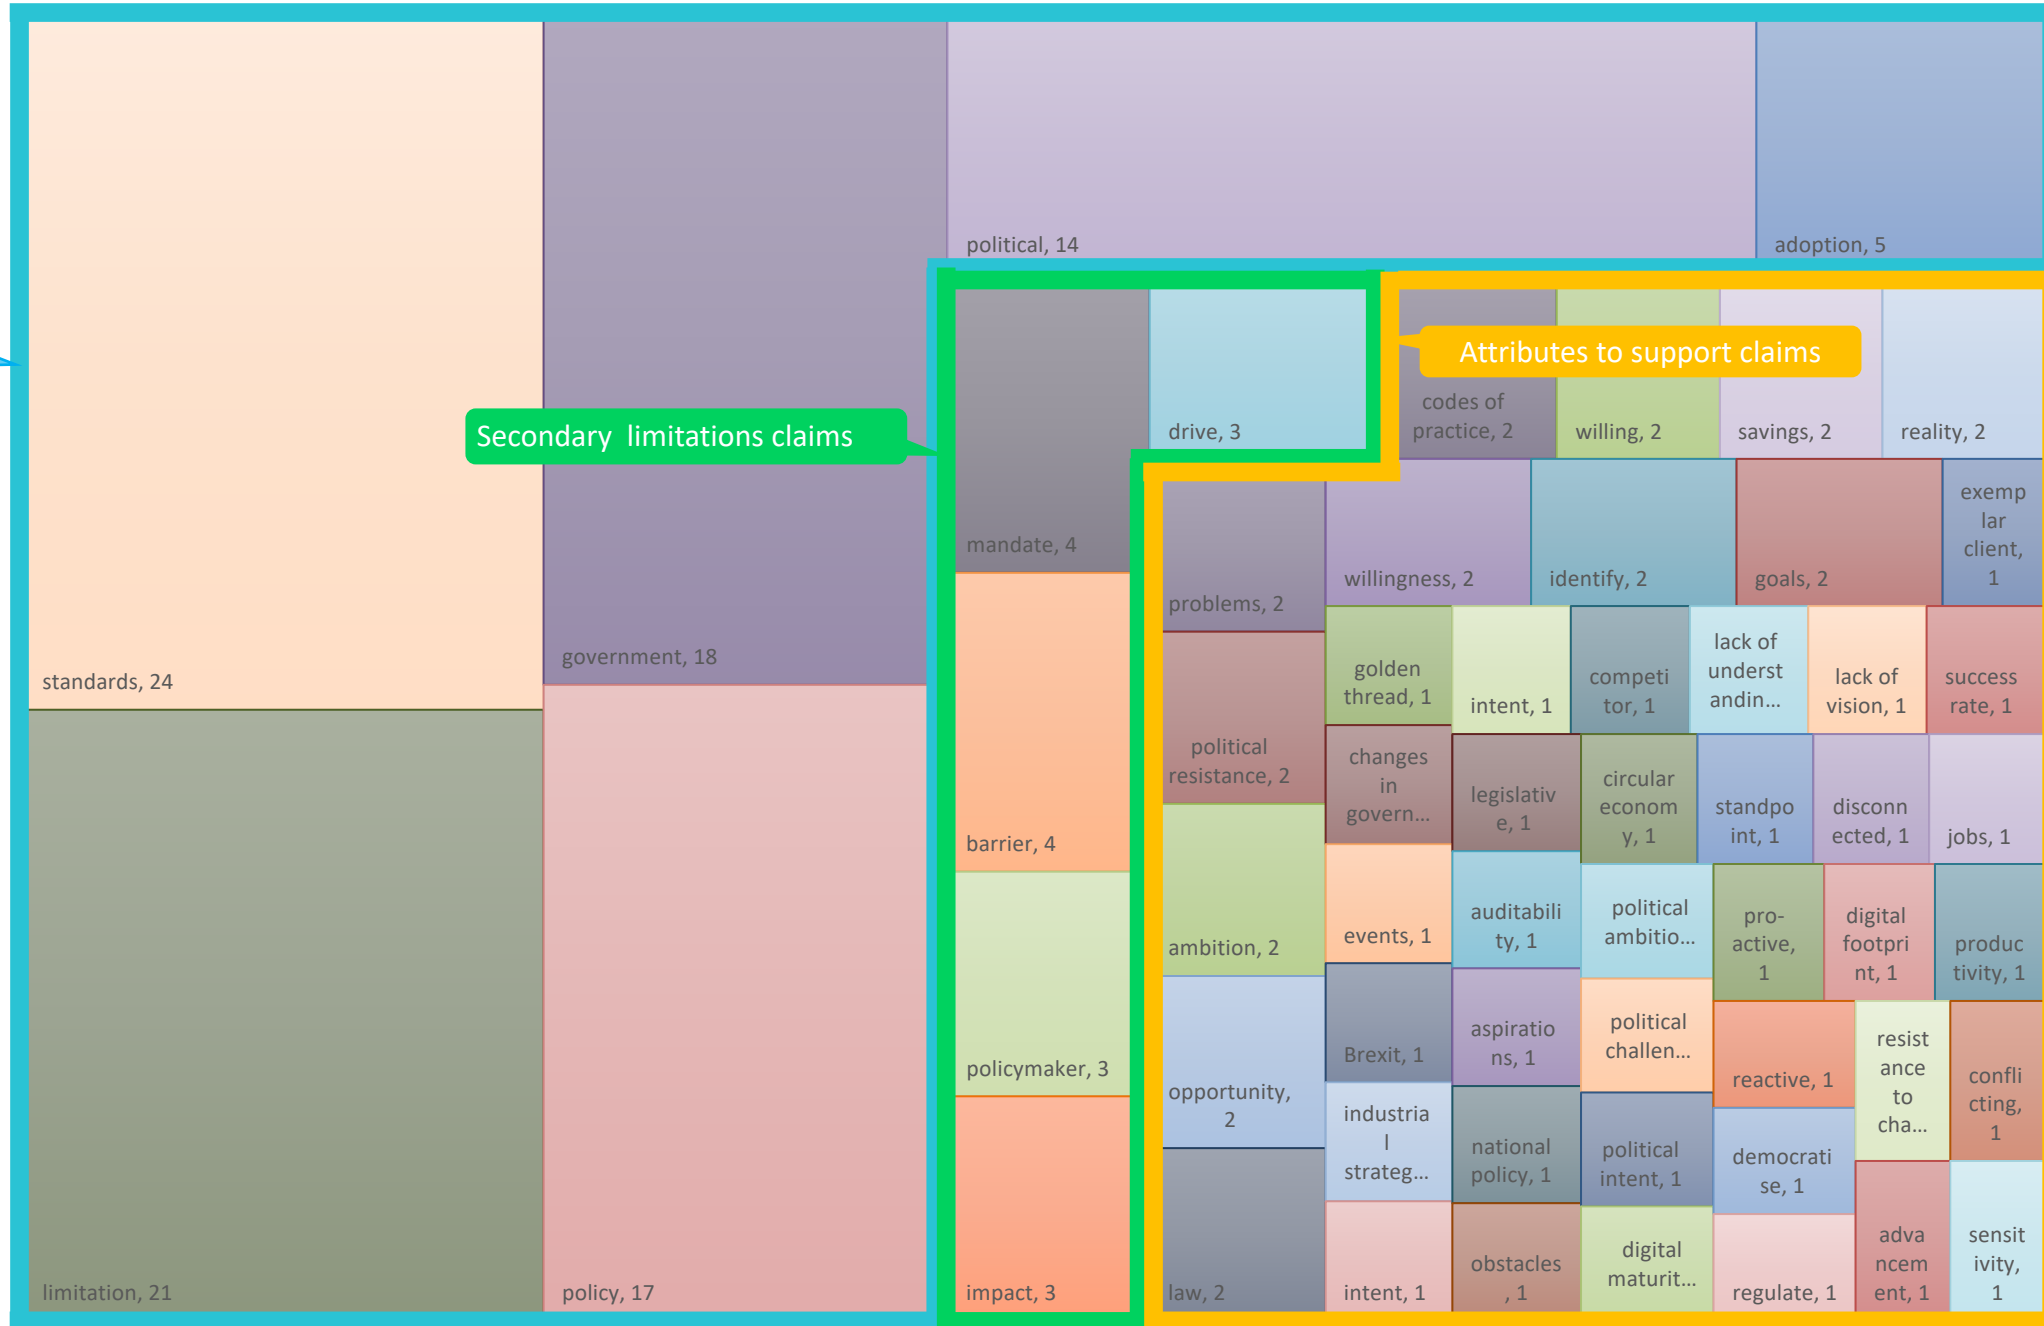 political, 14
adoption, 5
standards, 24
government, 18
limitation, 21
policy, 17
Secondary limitations claims
mandate, 4
drive, 3
barrier, 4
policymaker, 3
impact, 3
Attributes to support claims
codes of
practice, 2
willing, 2
savings, 2
reality, 2
problems, 2
willingness, 2
identify, 2
goals, 2
exemp
lar
client,
1
political
resistance, 2
ambition, 2
opportunity,
2
law, 2
golden
thread, 1
intent, 1
competi
tor, 1
lack of
underst
andin...
lack of
vision, 1
success
rate, 1
changes
in
govern...
legislativ
e, 1
circular
econom
y, 1
standpo
int, 1
disconn
ected, 1
jobs, 1
events, 1
auditabili
ty, 1
political
ambitio...
pro-
active,
1
digital
footpri
nt, 1
produc
tivity, 1
Brexit, 1
aspiratio
ns, 1
political
challen...
reactive, 1
resist
ance
to
cha...
confli
cting,
1
industria
l
strateg...
national
policy, 1
political
intent, 1
democrati
se, 1
intent, 1
obstacles
, 1
digital
maturit...
regulate, 1
adva
ncem
ent, 1
sensit
ivity,
1